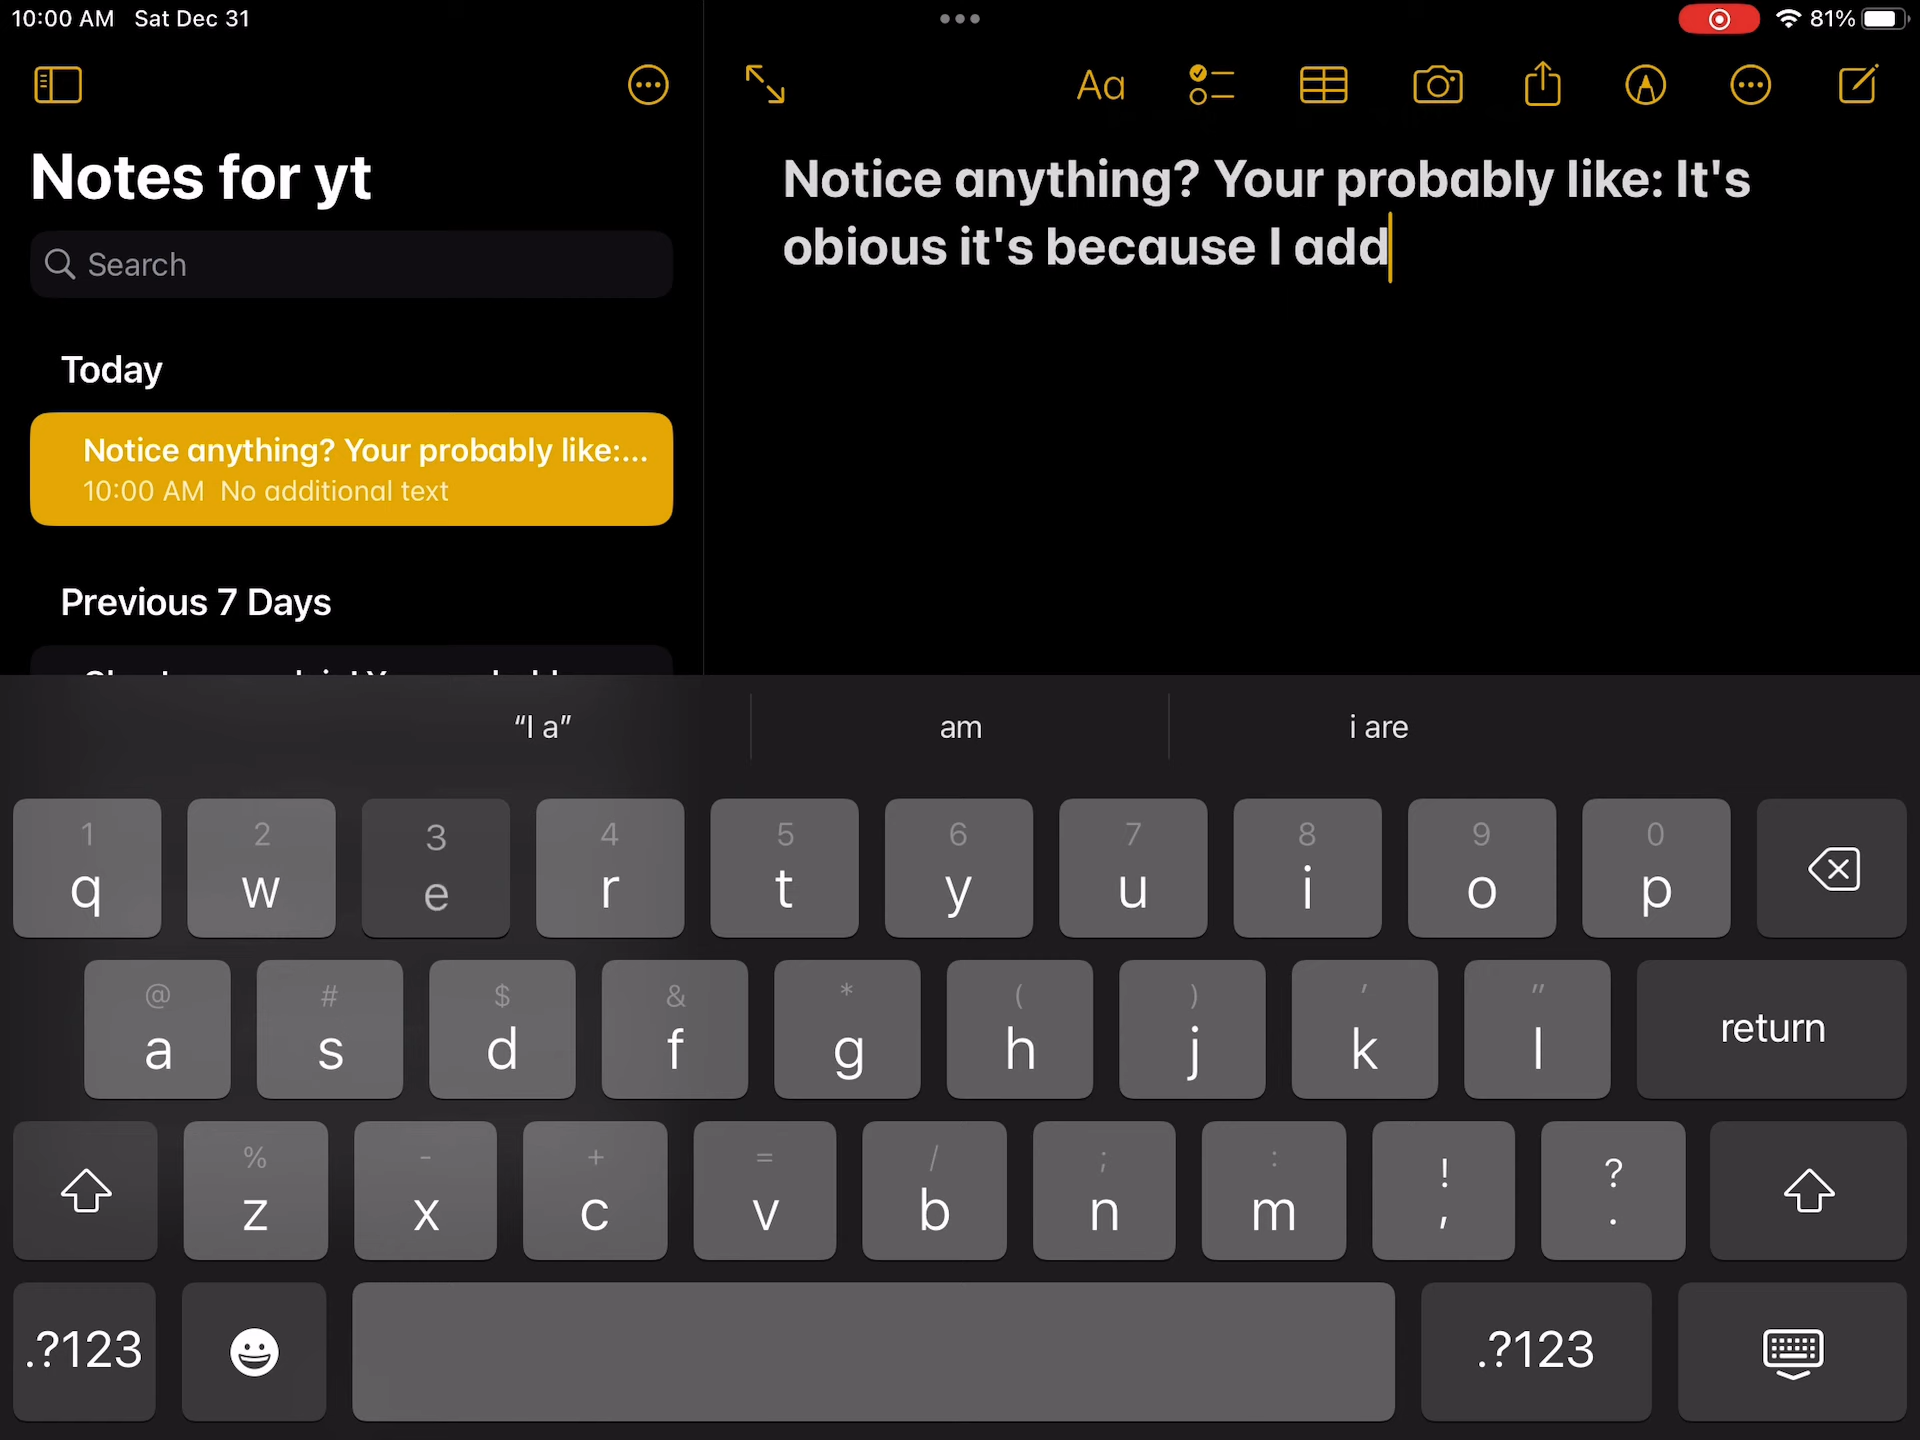 10:00 AM Sat Dec 31
81%
Notes for yt
Search
Today
Notice anything? Your probably like:...
10:00 AM No additional text
Previous 7 Days
Aa
Notice anything? Your probably like: It's
obious it's because I add
“I a” am i are
1 2 3 4 5 6 7 8 9 0
q w e r t y u i o p
@ # $ & * ( ) ' "
a s d f g h j k l return
% - + = / ; : ! ?
z x c v b n m , .
.?123 .?123